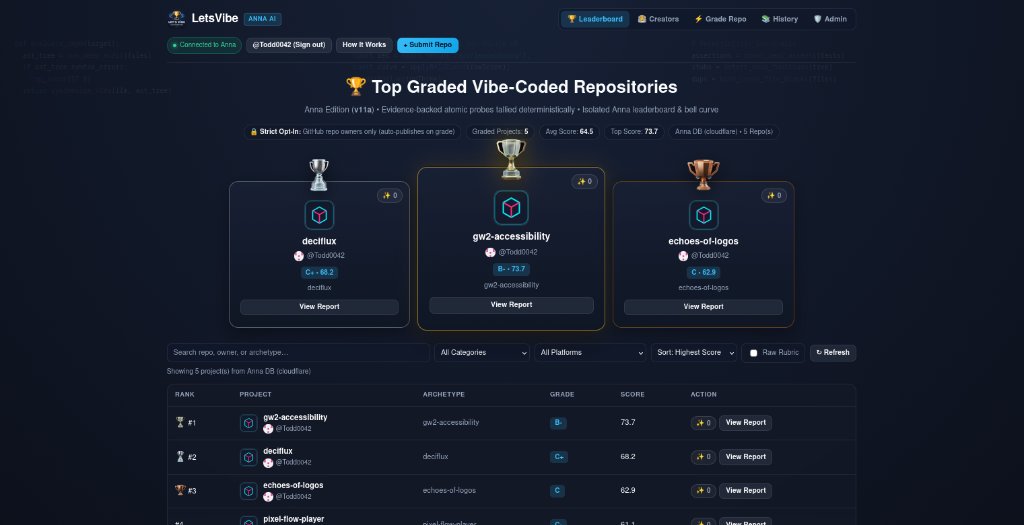 LetsVibe ANNA AI
🏆 Leaderboard Creators ⚡ Grade Repo History Admin
Connected to Anna @Todd0042 (Sign out) How It Works + Submit Repo
🏆 Top Graded Vibe-Coded Repositories
Anna Edition (v11a) • Evidence-backed atomic probes tallied deterministically • Isolated Anna leaderboard & bell curve
🔒 Strict Opt-In: GitHub repo owners only (auto-publishes on grade) Graded Projects: 5 Avg Score: 64.5 Top Score: 73.7 Anna DB (cloudflare) • 5 Repo(s)
✨ 0
deciflux
@Todd0042
C+ • 68.2
deciflux
View Report
✨ 0
gw2-accessibility
@Todd0042
B- • 73.7
gw2-accessibility
View Report
✨ 0
echoes-of-logos
@Todd0042
C • 62.9
echoes-of-logos
View Report
Search repo, owner, or archetype... All Categories All Platforms Sort: Highest Score Raw Rubric ↻ Refresh
Showing 5 project(s) from Anna DB (cloudflare)
RANK PROJECT ARCHETYPE GRADE SCORE ACTION
#1 gw2-accessibility gw2-accessibility B- 73.7 ✨ 0 View Report
@Todd0042
#2 deciflux deciflux C+ 68.2 ✨ 0 View Report
@Todd0042
#3 echoes-of-logos echoes-of-logos C 62.9 ✨ 0 View Report
@Todd0042
pixel-flow-player